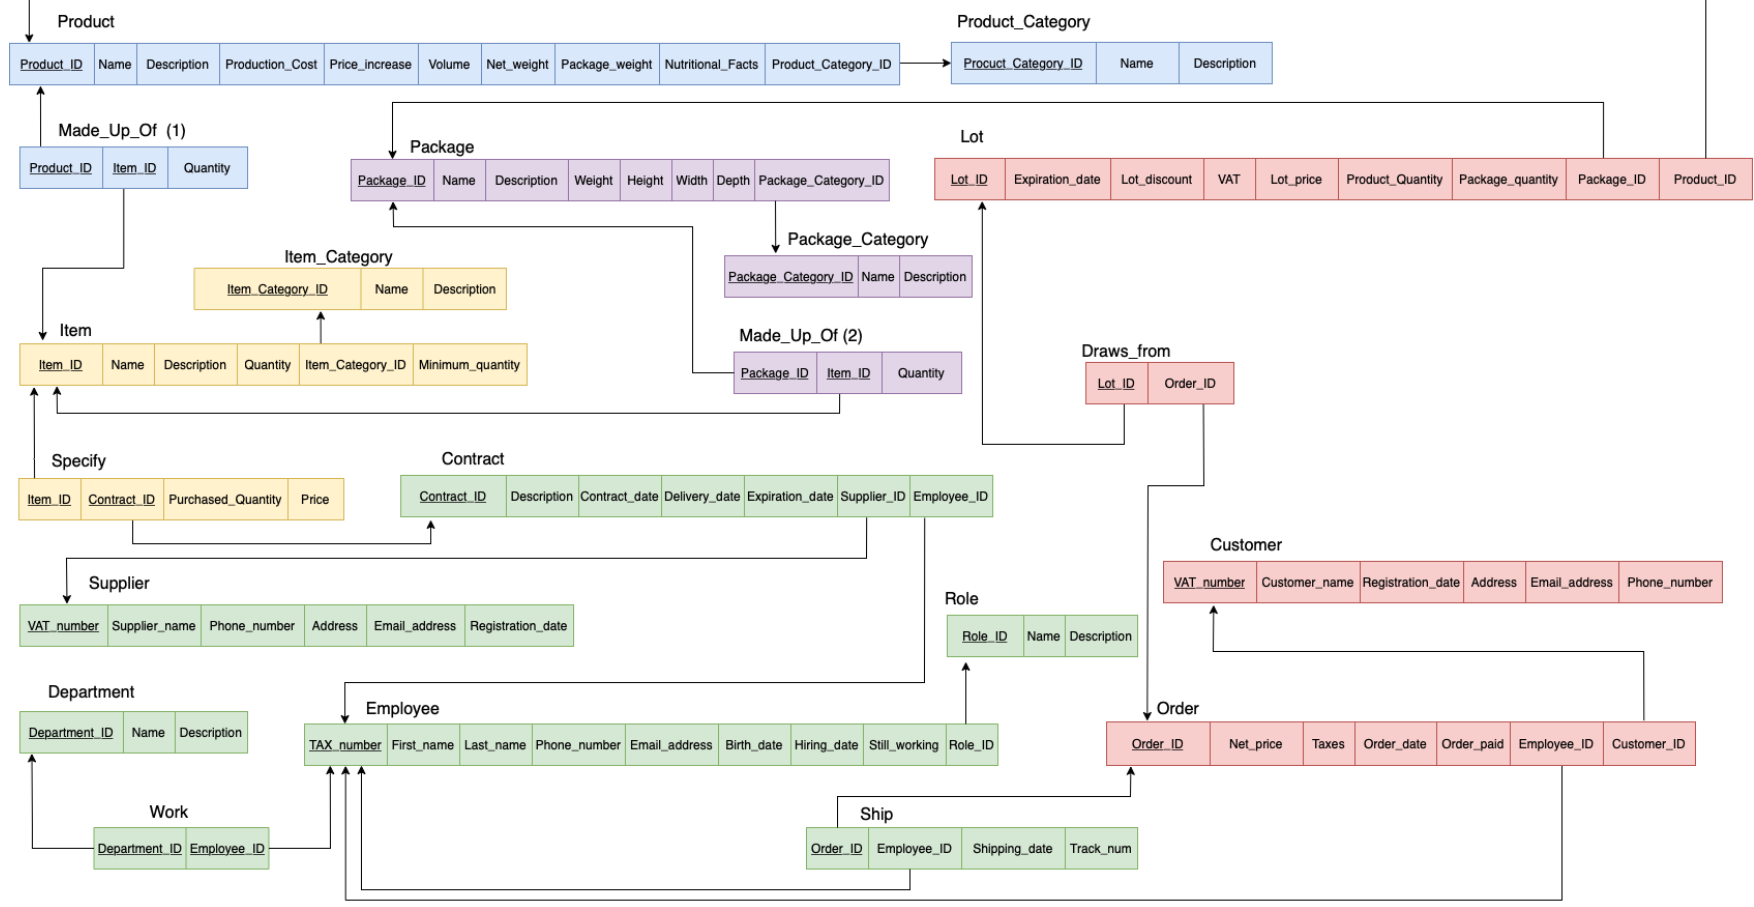 Product
Product_ID Name Description Production_Cost Price_increase Volume Net_weight Package_weight Nutritional_Facts Product_Category_ID
Product_Category
Procuct_Category_ID Name Description
Made_Up_Of (1)
Product_ID Item_ID Quantity
Package
Package_ID Name Description Weight Height Width Depth Package_Category_ID
Lot
Lot_ID Expiration_date Lot_discount VAT Lot_price Product_Quantity Package_quantity Package_ID Product_ID
Package_Category
Package_Category_ID Name Description
Item_Category
Item_Category_ID Name Description
Item
Item_ID Name Description Quantity Item_Category_ID Minimum_quantity
Made_Up_Of (2)
Package_ID Item_ID Quantity
Draws_from
Lot_ID Order_ID
Specify
Item_ID Contract_ID Purchased_Quantity Price
Contract
Contract_ID Description Contract_date Delivery_date Expiration_date Supplier_ID Employee_ID
Customer
VAT_number Customer_name Registration_date Address Email_address Phone_number
Supplier
VAT_number Supplier_name Phone_number Address Email_address Registration_date
Role
Role_ID Name Description
Department
Department_ID Name Description
Employee
TAX_number First_name Last_name Phone_number Email_address Birth_date Hiring_date Still_working Role_ID
Order
Order_ID Net_price Taxes Order_date Order_paid Employee_ID Customer_ID
Work
Department_ID Employee_ID
Ship
Order_ID Employee_ID Shipping_date Track_num